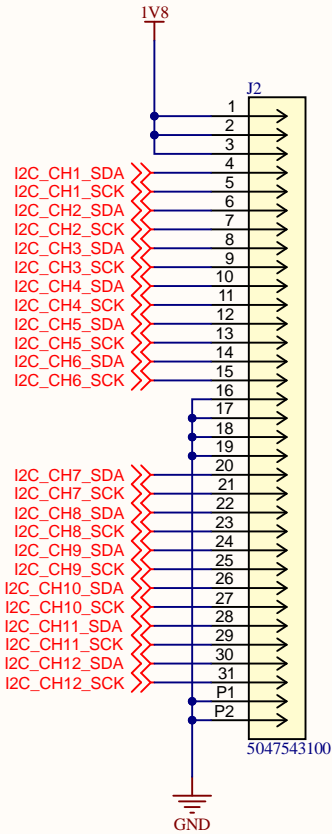 1V8
J2
1
2
3
I2C_CH1_SDA 4
I2C_CH1_SCK 5
I2C_CH2_SDA 6
I2C_CH2_SCK 7
I2C_CH3_SDA 8
I2C_CH3_SCK 9
I2C_CH4_SDA 10
I2C_CH4_SCK 11
I2C_CH5_SDA 12
I2C_CH5_SCK 13
I2C_CH6_SDA 14
I2C_CH6_SCK 15
16
17
18
19
I2C_CH7_SDA 20
I2C_CH7_SCK 21
I2C_CH8_SDA 22
I2C_CH8_SCK 23
I2C_CH9_SDA 24
I2C_CH9_SCK 25
I2C_CH10_SDA 26
I2C_CH10_SCK 27
I2C_CH11_SDA 28
I2C_CH11_SCK 29
I2C_CH12_SDA 30
I2C_CH12_SCK 31
P1
P2
5047543100
GND